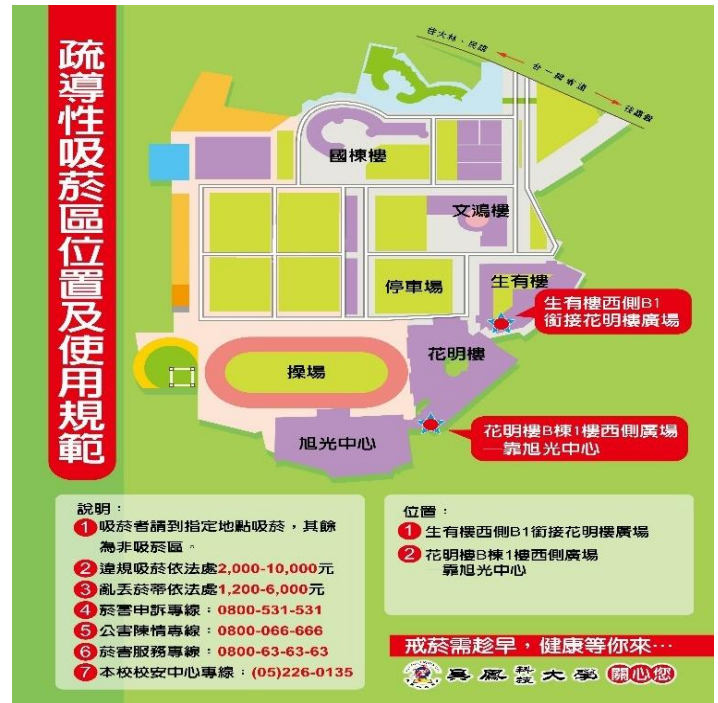 疏導性吸菸區位置及使用規範
往大林、民雄
台一線省道
往嘉義
國棟樓
文鴻樓
停車場
生有樓
生有樓西側B1
銜接花明樓廣場
花明樓
操場
旭光中心
花明樓B棟1樓西側廣場
—靠旭光中心
說明：
1 吸菸者請到指定地點吸菸，其餘
為非吸菸區。
2 違規吸菸依法處2,000-10,000元
3 亂丟菸蒂依法處1,200-6,000元
4 菸害申訴專線：0800-531-531
5 公害陳情專線：0800-066-666
6 菸害服務專線：0800-63-63-63
7 本校校安中心專線：(05)226-0135
位置：
1 生有樓西側B1銜接花明樓廣場
2 花明樓B棟1樓西側廣場
—靠旭光中心
戒菸需趁早，健康等你來…
吳鳳科技大學 關心您